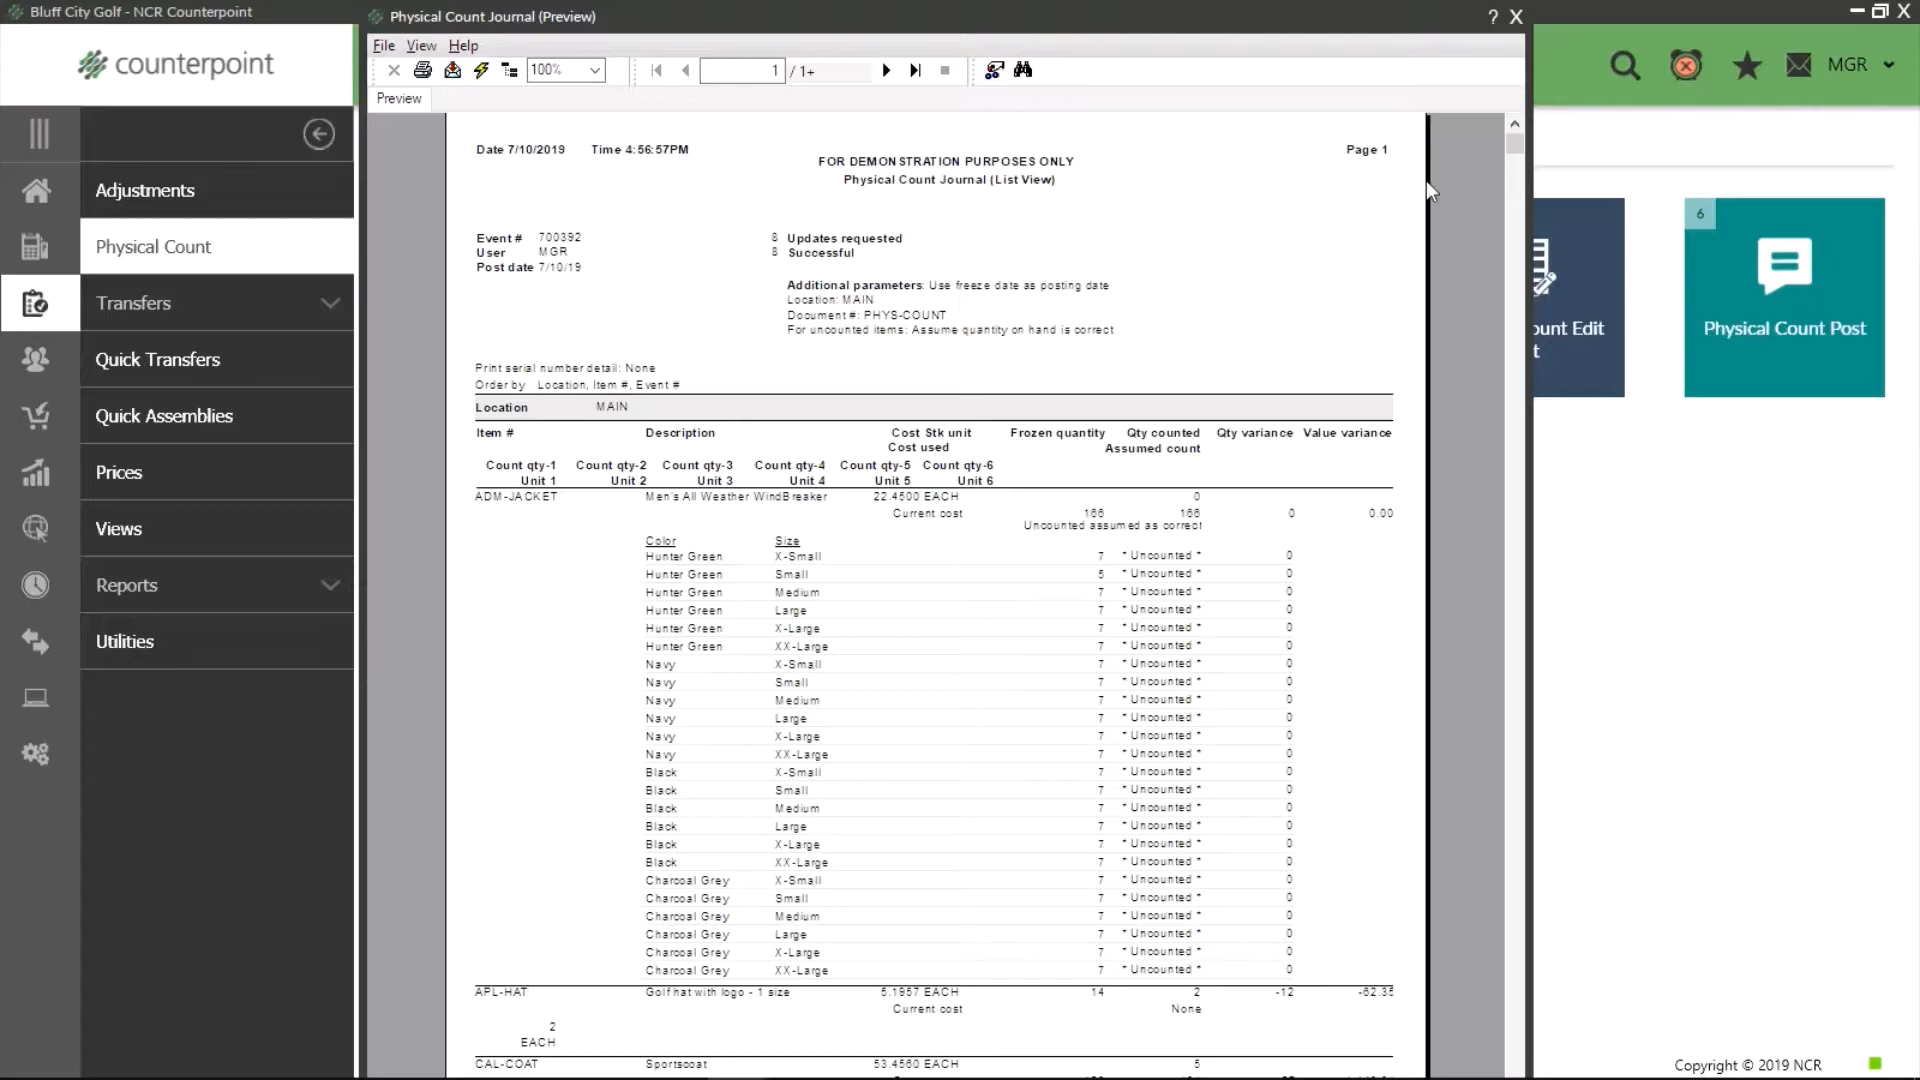 Bluff City Golf - NCR Counterpoint
Physical Count Journal (Preview)
? X
X
File View Help
counterpoint
100%
1 / 1+
MGR
Preview
Date 7/10/2019 Time 4:56:57PM Page 1
FOR DEMONSTRATION PURPOSES ONLY
Physical Count Journal (List View)
Adjustments
Physical Count
Transfers
Quick Transfers
Quick Assemblies
Prices
Views
Reports
Utilities
Event # 700392 8 Updates requested
User MGR 8 Successful
Post date 7/10/19
Additional parameters: Use freeze date as posting date
Location: MAIN
Document #: PHYS-COUNT
For uncounted items: Assume quantity on hand is correct
Print serial number detail: None
Order by Location, Item #, Event #
Location MAIN
Item # Description Cost Stk unit Frozen quantity Qty counted Qty variance Value variance
Cost used Assumed count
Count qty-1 Count qty-2 Count qty-3 Count qty-4 Count qty-5 Count qty-6
Unit 1 Unit 2 Unit 3 Unit 4 Unit 5 Unit 6
ADM-JACKET Men's All Weather WindBreaker 22.4500 EACH 0
Current cost 166 166 0 0.00
Uncounted assumed as correct
Color Size
Hunter Green X-Small 7 * Uncounted * 0
Hunter Green Small 5 * Uncounted * 0
Hunter Green Medium 7 * Uncounted * 0
Hunter Green Large 7 * Uncounted * 0
Hunter Green X-Large 7 * Uncounted * 0
Hunter Green XX-Large 7 * Uncounted * 0
Navy X-Small 7 * Uncounted * 0
Navy Small 7 * Uncounted * 0
Navy Medium 7 * Uncounted * 0
Navy Large 7 * Uncounted * 0
Navy X-Large 7 * Uncounted * 0
Navy XX-Large 7 * Uncounted * 0
Black X-Small 7 * Uncounted * 0
Black Small 7 * Uncounted * 0
Black Medium 7 * Uncounted * 0
Black Large 7 * Uncounted * 0
Black X-Large 7 * Uncounted * 0
Black XX-Large 7 * Uncounted * 0
Charcoal Grey X-Small 7 * Uncounted * 0
Charcoal Grey Small 7 * Uncounted * 0
Charcoal Grey Medium 7 * Uncounted * 0
Charcoal Grey Large 7 * Uncounted * 0
Charcoal Grey X-Large 7 * Uncounted * 0
Charcoal Grey XX-Large 7 * Uncounted * 0
APL-HAT Golf hat with logo - 1 size 5.1957 EACH 14 2 -12 -62.35
Current cost None
2
EACH
CAL-COAT Sportscoat 53.4560 EACH 5
ount Edit
t
6
Physical Count Post
Copyright © 2019 NCR